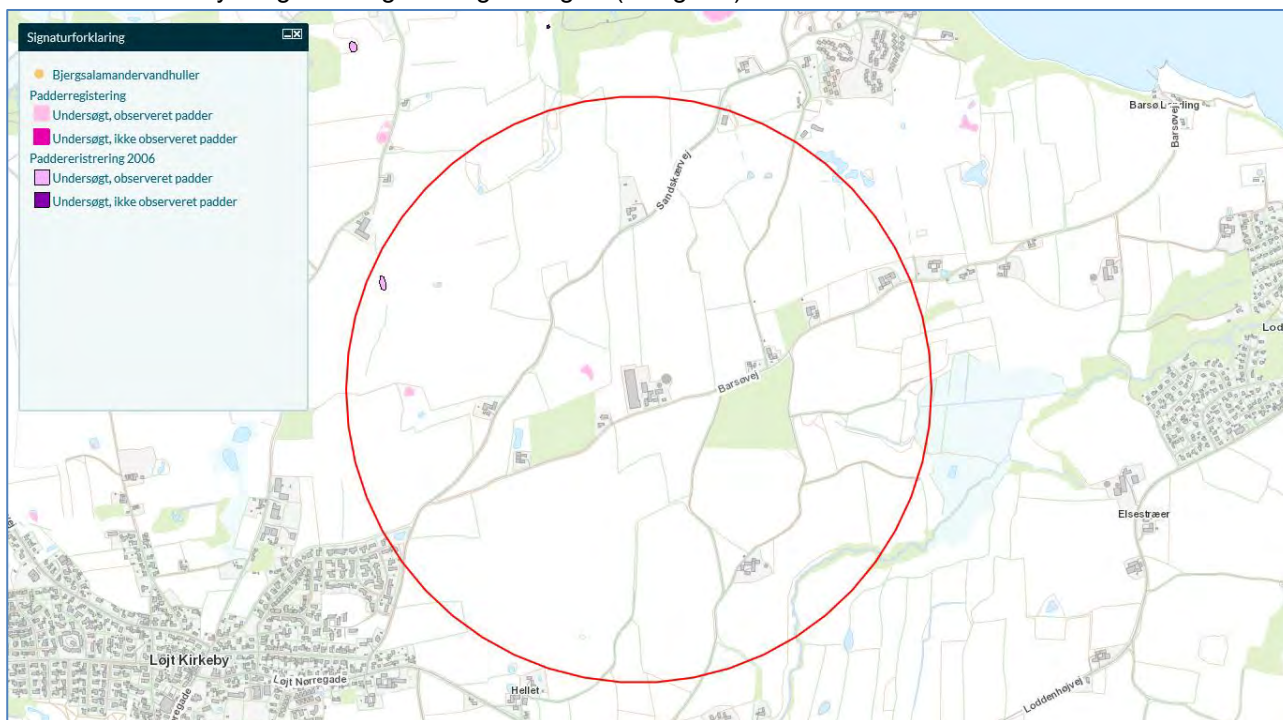 Signaturforklaring
Bjergsalamandervandhuller
Padderregistering
Undersøgt, observeret padder
Undersøgt, ikke observeret padder
Paddereristrering 2006
Undersøgt, observeret padder
Undersøgt, ikke observeret padder
Barsø Landing
Barsøvej
Sandskærvej
Barsøvej
Elsestræer
Løjt Kirkeby
Løjt Nørregade
Hellet
Loddenhøjvej